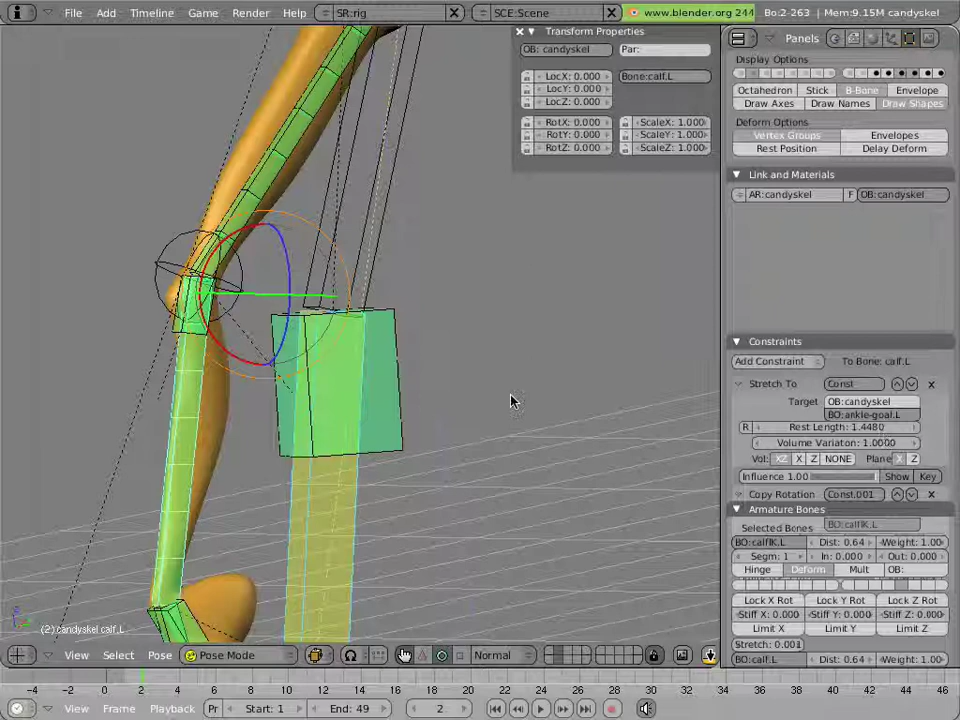 File Add Timeline Game Render Help SR:rig SCE:Scene www.blender.org 244 Bo:2-263 | Mem:9.15M candyskel
Transform Properties
OB: candyskel Par:
LocX: 0.000 Bone:calf.L
LocY: 0.000
LocZ: 0.000
RotX: 0.000 ScaleX: 1.000
RotY: 0.000 ScaleY: 1.000
RotZ: 0.000 ScaleZ: 1.000
Panels
Display Options
Octahedron Stick B-Bone Envelope
Draw Axes Draw Names Draw Shapes
Deform Options
Vertex Groups Envelopes
Rest Position Delay Deform
Link and Materials
AR:candyskel F OB:candyskel
Constraints
Add Constraint To Bone: calf.L
Stretch To Const
Target OB:candyskel
BO:ankle-goal.L
R Rest Length: 1.4480
Volume Variaton: 1.0000
Vol: XZ X Z NONE Plane X Z
Influence 1.00 Show Key
Copy Rotation Const.001
Armature Bones
Selected Bones BO:calfIK.L
BO:calfIK.L Dist: 0.64 Weight: 1.00
Segm: 1 In: 0.000 Out: 0.000
Hinge Deform Mult OB:
Lock X Rot Lock Y Rot Lock Z Rot
Stiff X: 0.000 Stiff Y: 0.000 Stiff Z: 0.000
Limit X Limit Y Limit Z
Stretch: 0.001
BO:calf.L Dist: 0.64 Weight: 1.00
(2) candyskel calf.L
View Select Pose Pose Mode Normal
-4 -2 0 2 4 6 8 10 12 14 16 18 20 22 24 26 28 30 32 34 36 38 40 42 44 46
View Frame Playback Pr Start: 1 End: 49 2